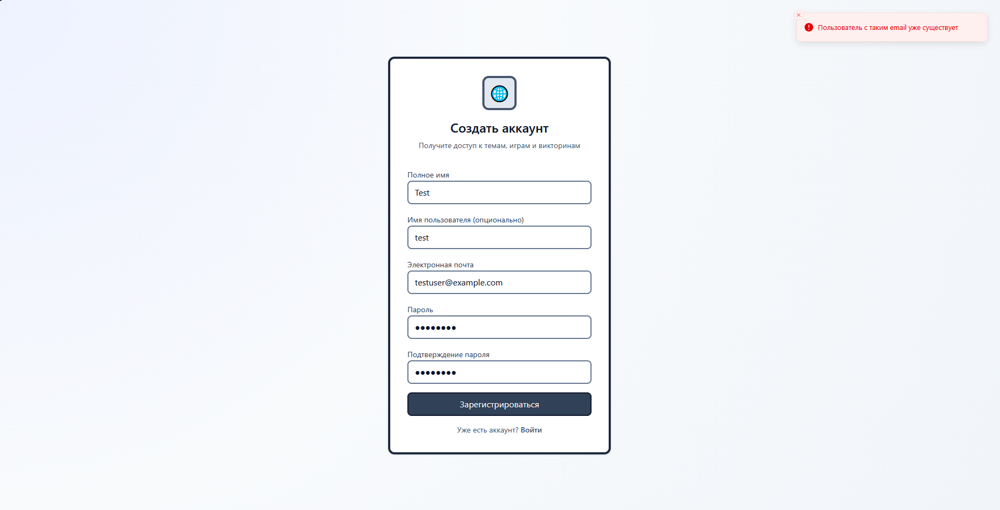 Пользователь с таким email уже существует
Создать аккаунт
Получите доступ к темам, играм и викторинам
Полное имя
Test
Имя пользователя (опционально)
test
Электронная почта
testuser@example.com
Пароль
●●●●●●●●
Подтверждение пароля
●●●●●●●●
Зарегистрироваться
Уже есть аккаунт? Войти